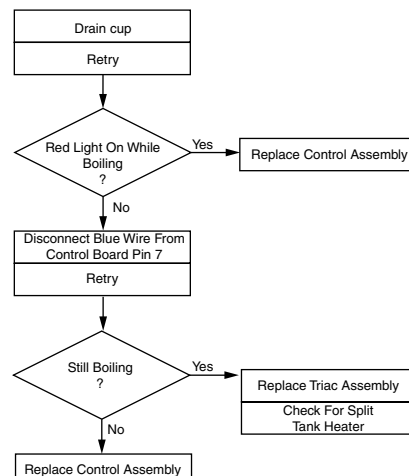 Drain cup
Retry
Red Light On While
Boiling
?
Yes
Replace Control Assembly
No
Disconnect Blue Wire From
Control Board Pin 7
Retry
Still Boiling
?
Yes
Replace Triac Assembly
Check For Split
Tank Heater
No
Replace Control Assembly